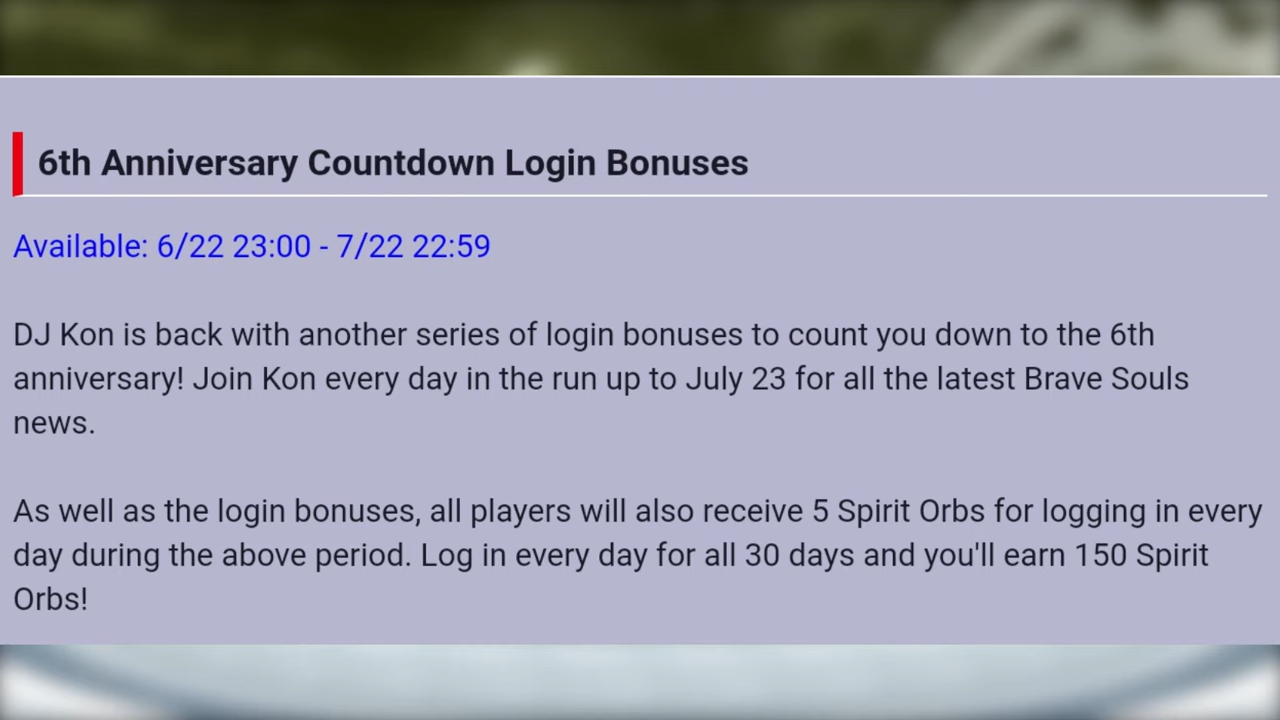 6th Anniversary Countdown Login Bonuses
Available: 6/22 23:00 - 7/22 22:59
DJ Kon is back with another series of login bonuses to count you down to the 6th
anniversary! Join Kon every day in the run up to July 23 for all the latest Brave Souls
news.
As well as the login bonuses, all players will also receive 5 Spirit Orbs for logging in every
day during the above period. Log in every day for all 30 days and you'll earn 150 Spirit
Orbs!